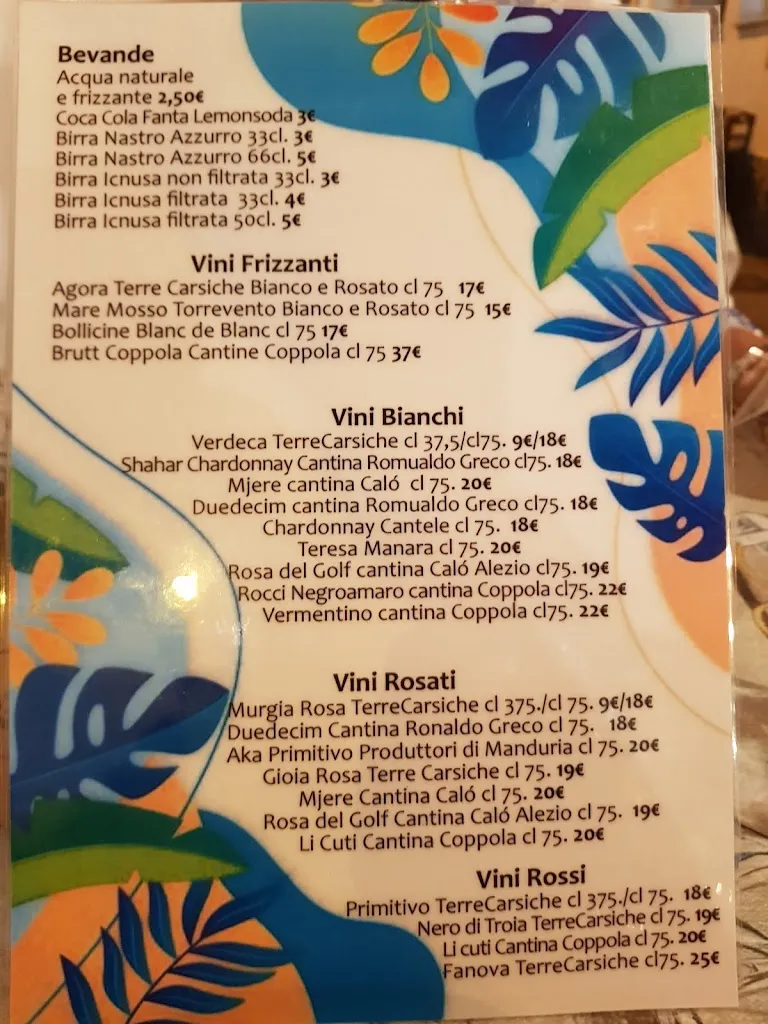 Bevande
Acqua naturale
e frizzante 2,50€
Coca Cola Fanta Lemonsoda 3€
Birra Nastro Azzurro 33cl. 3€
Birra Nastro Azzurro 66cl. 5€
Birra Icnusa non filtrata 33cl. 3€
Birra Icnusa filtrata 33cl. 4€
Birra Icnusa filtrata 50cl. 5€
Vini Frizzanti
Agora Terre Carsiche Bianco e Rosato cl 75 17€
Mare Mosso Torrevento Bianco e Rosato cl 75 15€
Bollicine Blanc de Blanc cl 75 17€
Brutt Coppola Cantine Coppola cl 75 37€
Vini Bianchi
Verdeca TerreCarsiche cl 37,5/cl75. 9€/18€
Shahar Chardonnay Cantina Romualdo Greco cl75. 18€
Mjere cantina Caló cl 75. 20€
Duedecim cantina Romualdo Greco cl75. 18€
Chardonnay Cantele cl 75. 18€
Teresa Manara cl 75. 20€
Rosa del Golf cantina Caló Alezio cl 75. 19€
Rocci Negroamaro cantina Coppola cl75. 22€
Vermentino cantina Coppola cl75. 22€
Vini Rosati
Murgia Rosa TerreCarsiche cl 375./cl 75. 9€/18€
Duedecim Cantina Ronaldo Greco cl 75. 18€
Aka Primitivo Produttori di Manduria cl 75. 20€
Gioia Rosa Terre Carsiche cl 75. 19€
Mjere Cantina Caló cl 75. 20€
Rosa del Golf Cantina Caló Alezio cl 75. 19€
Li Cuti Cantina Coppola cl 75. 20€
Vini Rossi
Primitivo TerreCarsiche cl 375./cl 75. 18€
Nero di Troia TerreCarsiche cl 75. 19€
Li cuti Cantina Coppola cl 75. 20€
Fanova TerreCarsiche cl75. 25€